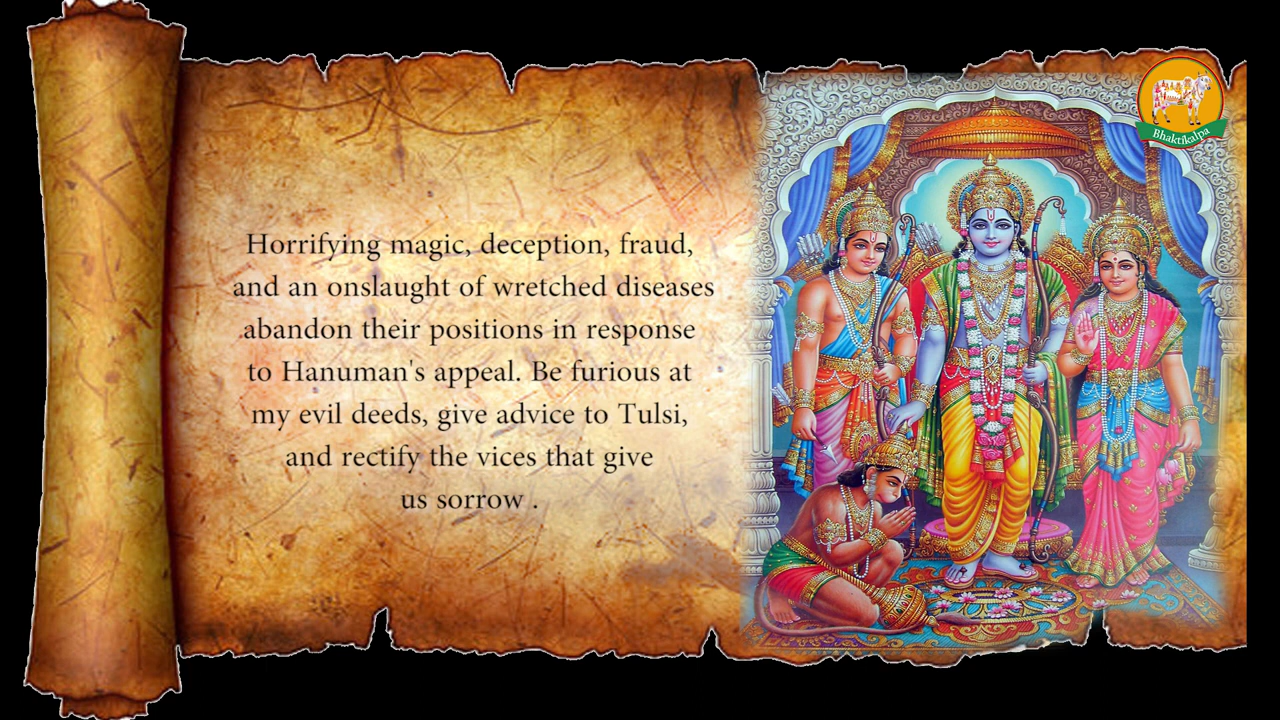 Bhaktikalpa
Horrifying magic, deception, fraud,
and an onslaught of wretched diseases
abandon their positions in response
to Hanuman's appeal. Be furious at
my evil deeds, give advice to Tulsi,
and rectify the vices that give
us sorrow .